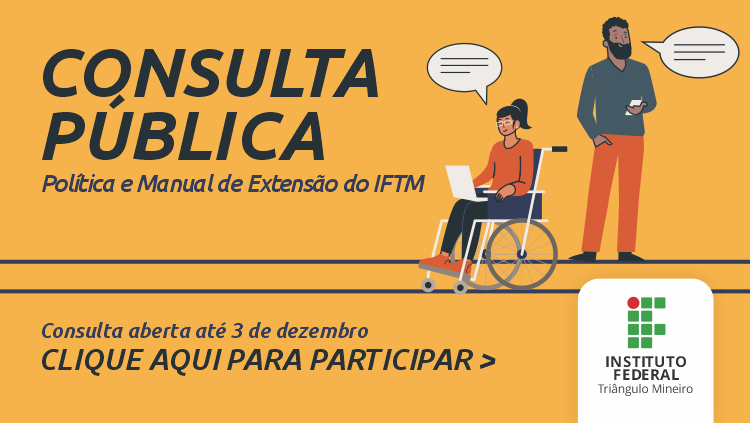 CONSULTA
PÚBLICA
Política e Manual de Extensão do IFTM
Consulta aberta até 3 de dezembro
CLIQUE AQUI PARA PARTICIPAR >
INSTITUTO
FEDERAL
Triângulo Mineiro